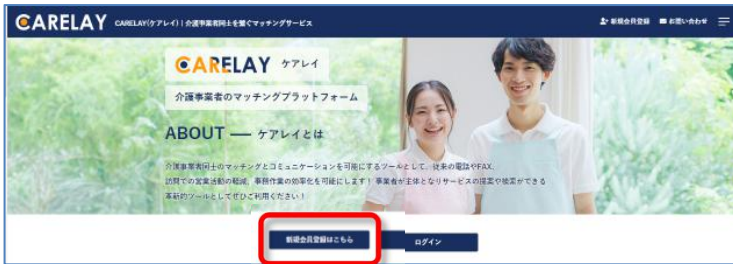 CARELAY CARELAY(ケアレイ) | 介護事業者同士を繋ぐマッチングサービス 新規会員登録 お問い合わせ
CARELAY ケアレイ
介護事業者のマッチングプラットフォーム
ABOUT — ケアレイとは
介護事業者同士のマッチングとコミュニケーションを可能にするツールとして、従来の電話やFAX、
訪問での営業活動の軽減、事務作業の効率化を可能にします！事業者が主体となりサービスの提案や検索ができる
革新的ツールとしてぜひご利用ください！
新規会員登録はこちら ログイン